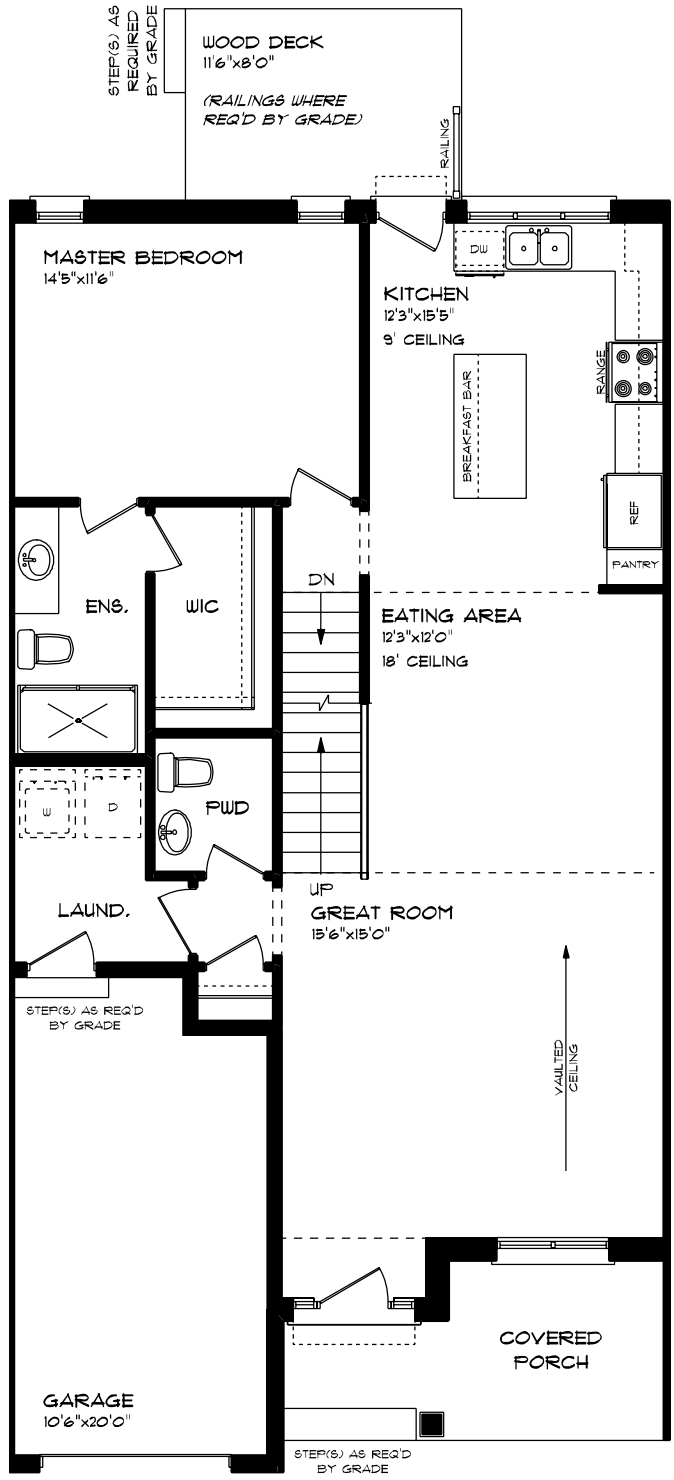 STEP(S) AS
REQUIRED
BY GRADE
WOOD DECK
11'6"x8'0"
(RAILINGS WHERE
REQ'D BY GRADE)
RAILING
MASTER BEDROOM
14'5"x11'6"
DW
KITCHEN
12'3"x15'5"
9' CEILING
RANGE
BREAKFAST BAR
REF
PANTRY
DN
ENS.
WIC
EATING AREA
12'3"x12'0"
18' CEILING
W
D
PWD
UP
LAUND.
GREAT ROOM
15'6"x15'0"
STEP(S) AS REQ'D
BY GRADE
VAULTED
CEILING
COVERED
PORCH
GARAGE
10'6"x20'0"
STEP(S) AS REQ'D
BY GRADE